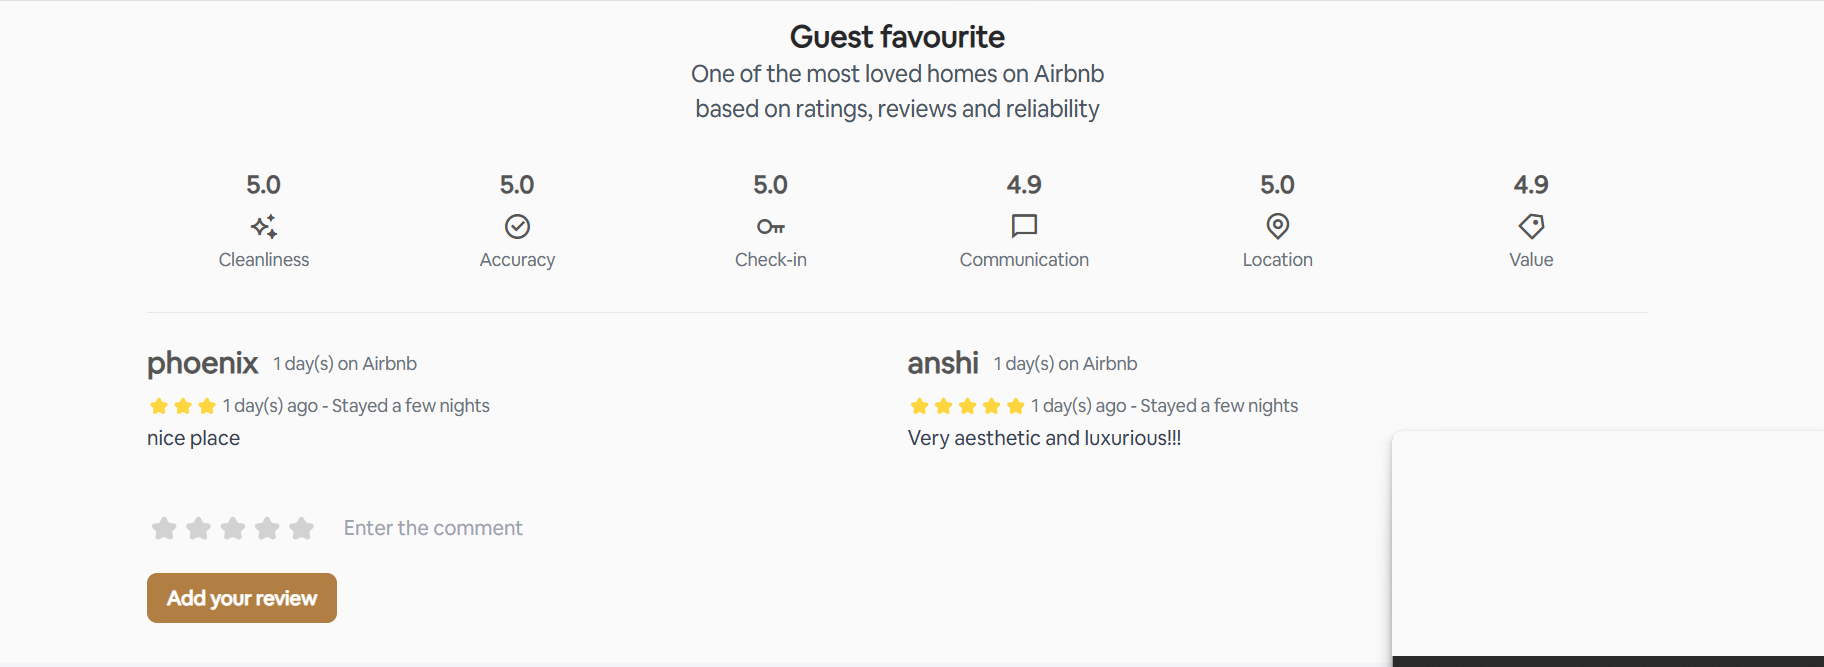 Guest favourite
One of the most loved homes on Airbnb
based on ratings, reviews and reliability
5.0 5.0 5.0 4.9 5.0 4.9
Cleanliness Accuracy Check-in Communication Location Value
phoenix 1 day(s) on Airbnb
1 day(s) ago - Stayed a few nights
nice place
anshi 1 day(s) on Airbnb
1 day(s) ago - Stayed a few nights
Very aesthetic and luxurious!!!
Enter the comment
Add your review